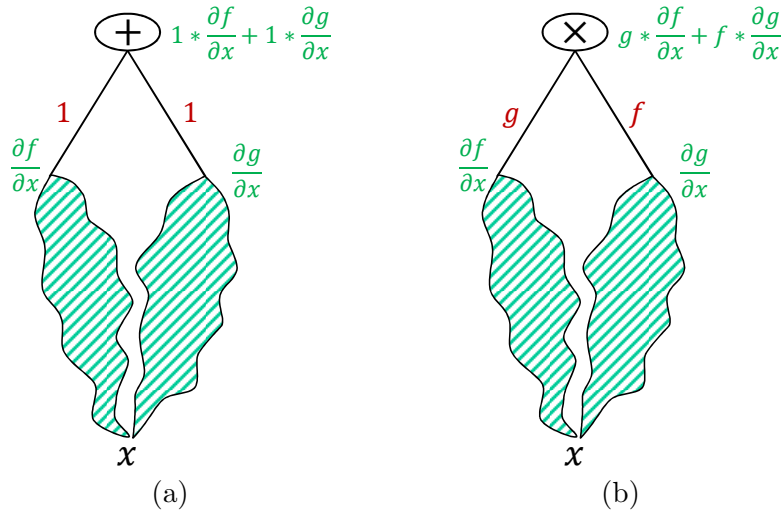 + 1 * ∂f/∂x + 1 * ∂g/∂x
1 1
∂f/∂x ∂g/∂x
x
(a)
× g * ∂f/∂x + f * ∂g/∂x
g f
∂f/∂x ∂g/∂x
x
(b)